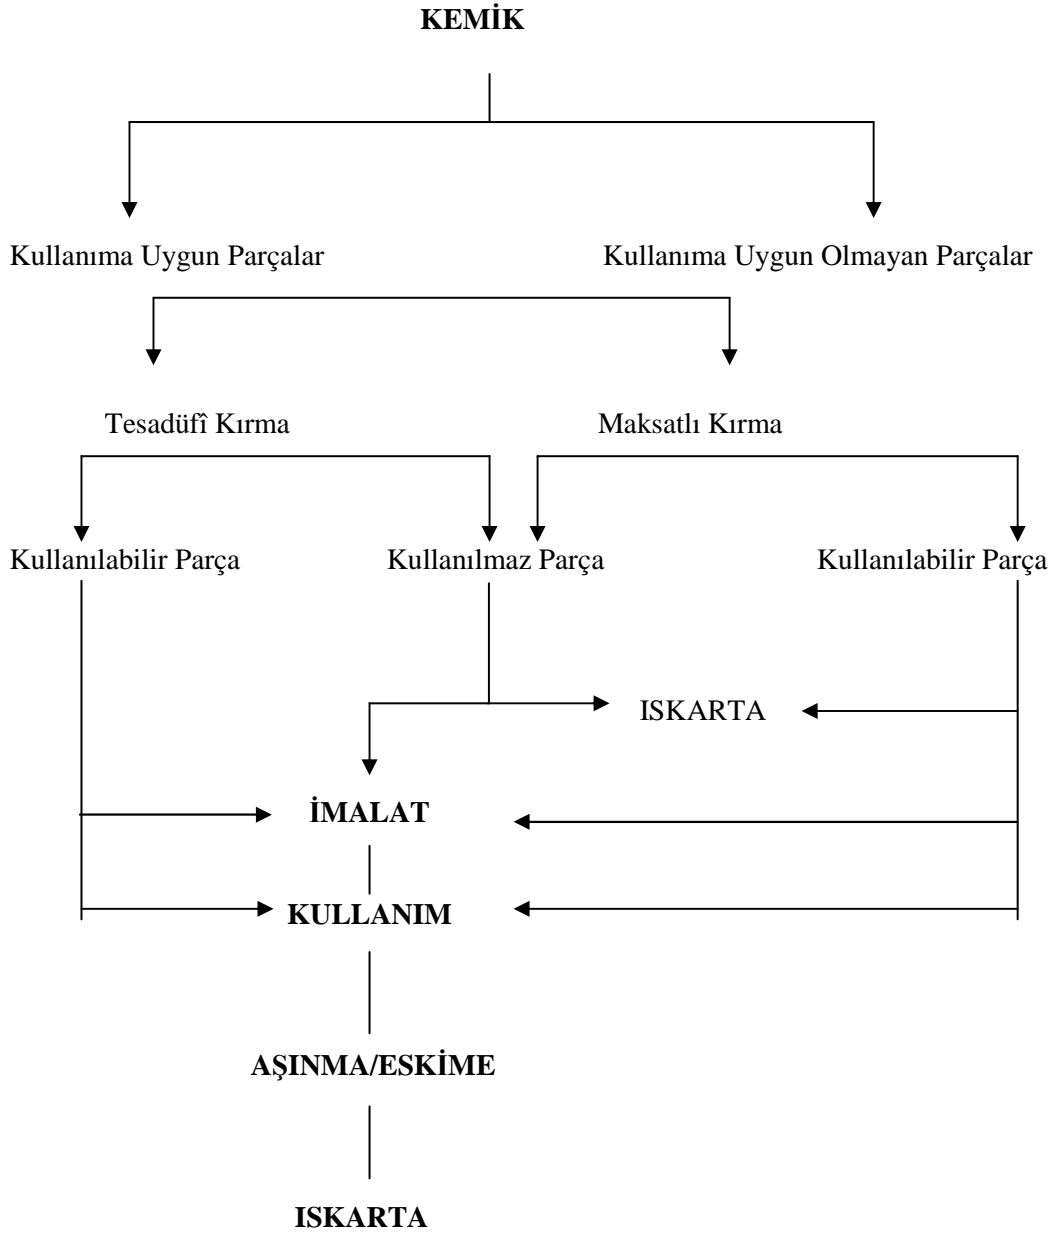 KEMİK
Kullanıma Uygun Parçalar
Kullanıma Uygun Olmayan Parçalar
Tesadüfî Kırma
Maksatlı Kırma
Kullanılabilir Parça
Kullanılmaz Parça
Kullanılabilir Parça
ISKARTA
İMALAT
KULLANIM
AŞINMA/ESKİME
ISKARTA